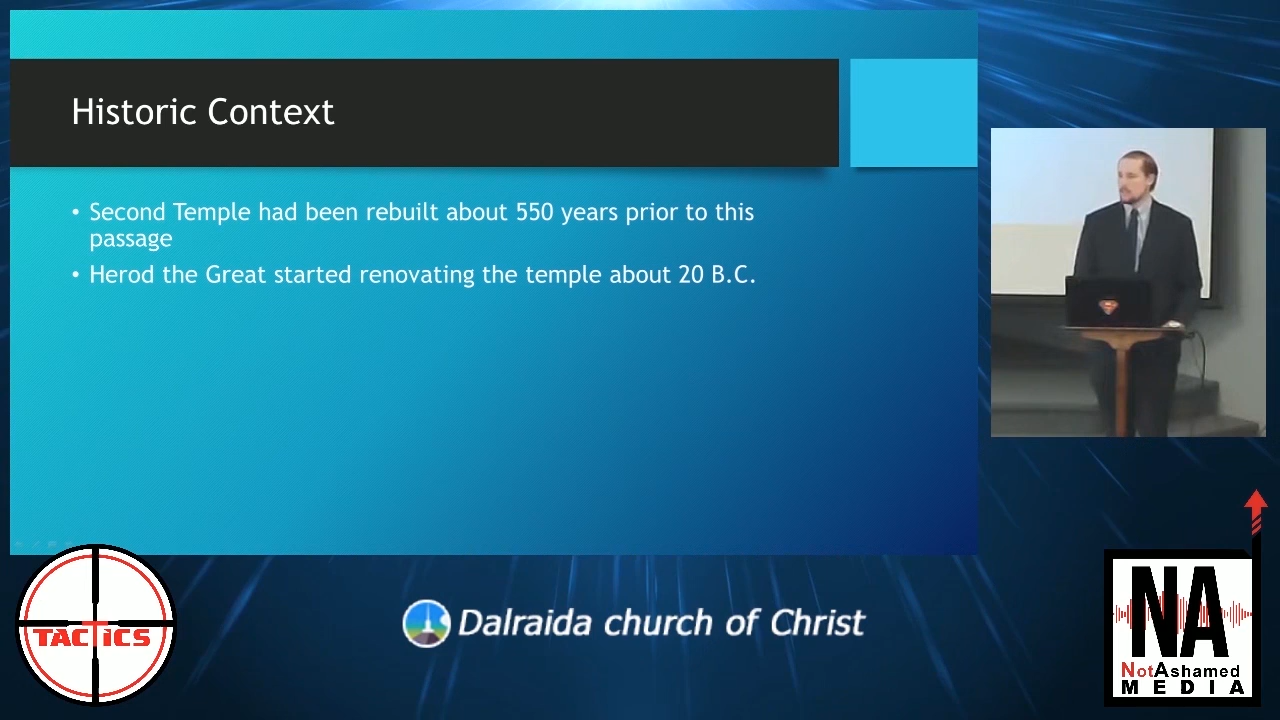 Historic Context
• Second Temple had been rebuilt about 550 years prior to this
passage
• Herod the Great started renovating the temple about 20 B.C.
TACTICS
Dalraida church of Christ
NA
NotAshamed
MEDIA